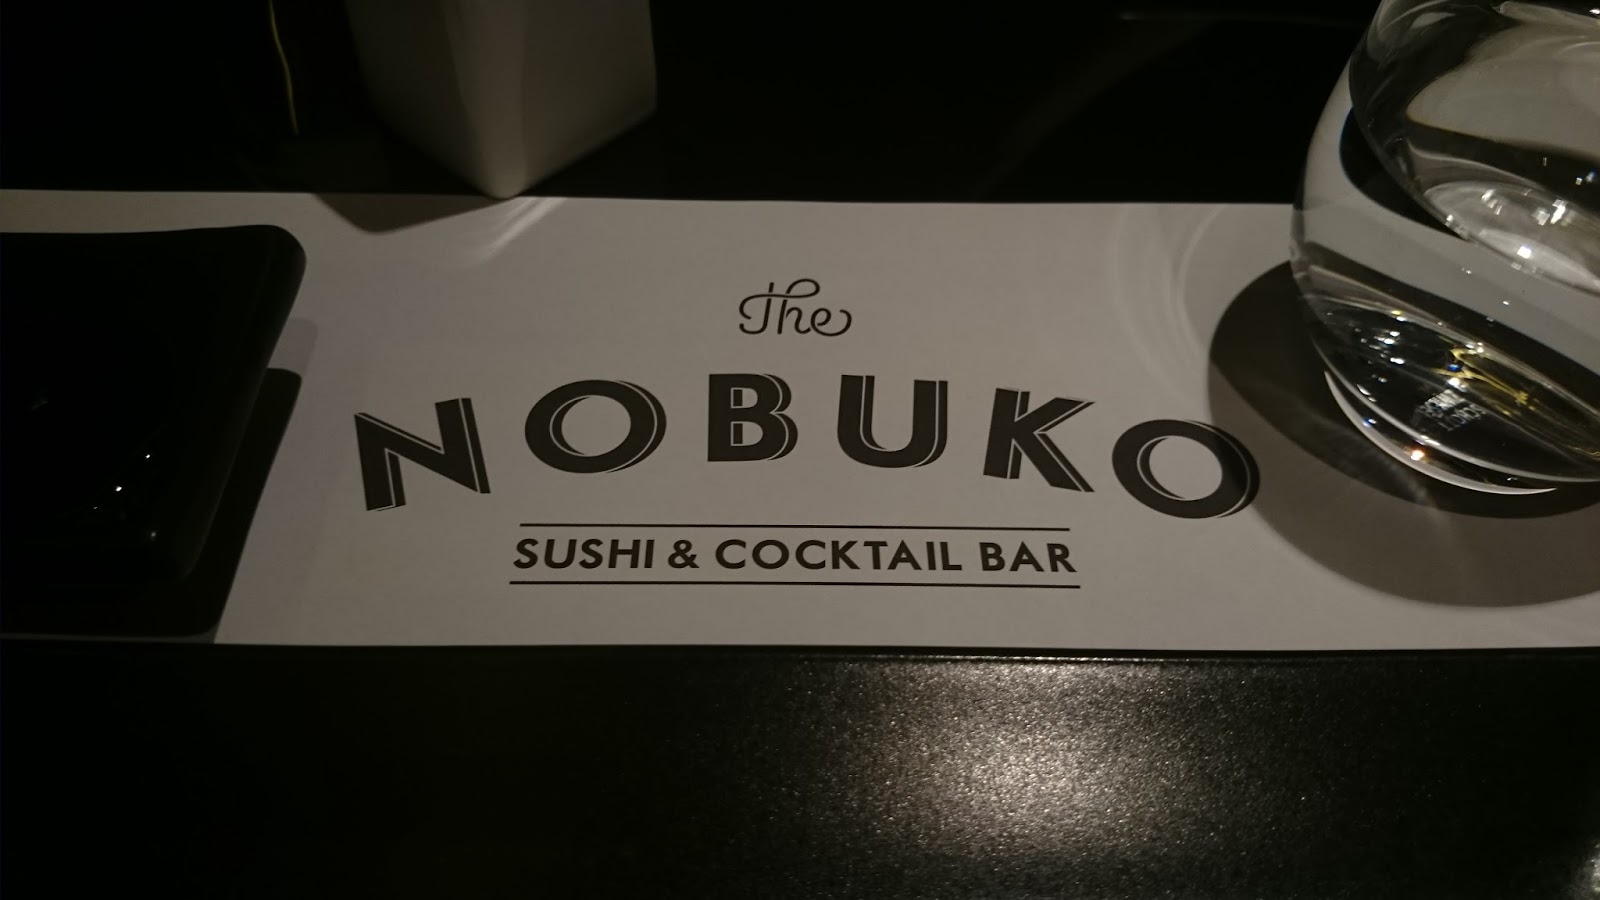 The
NOBUKO
SUSHI & COCKTAIL BAR